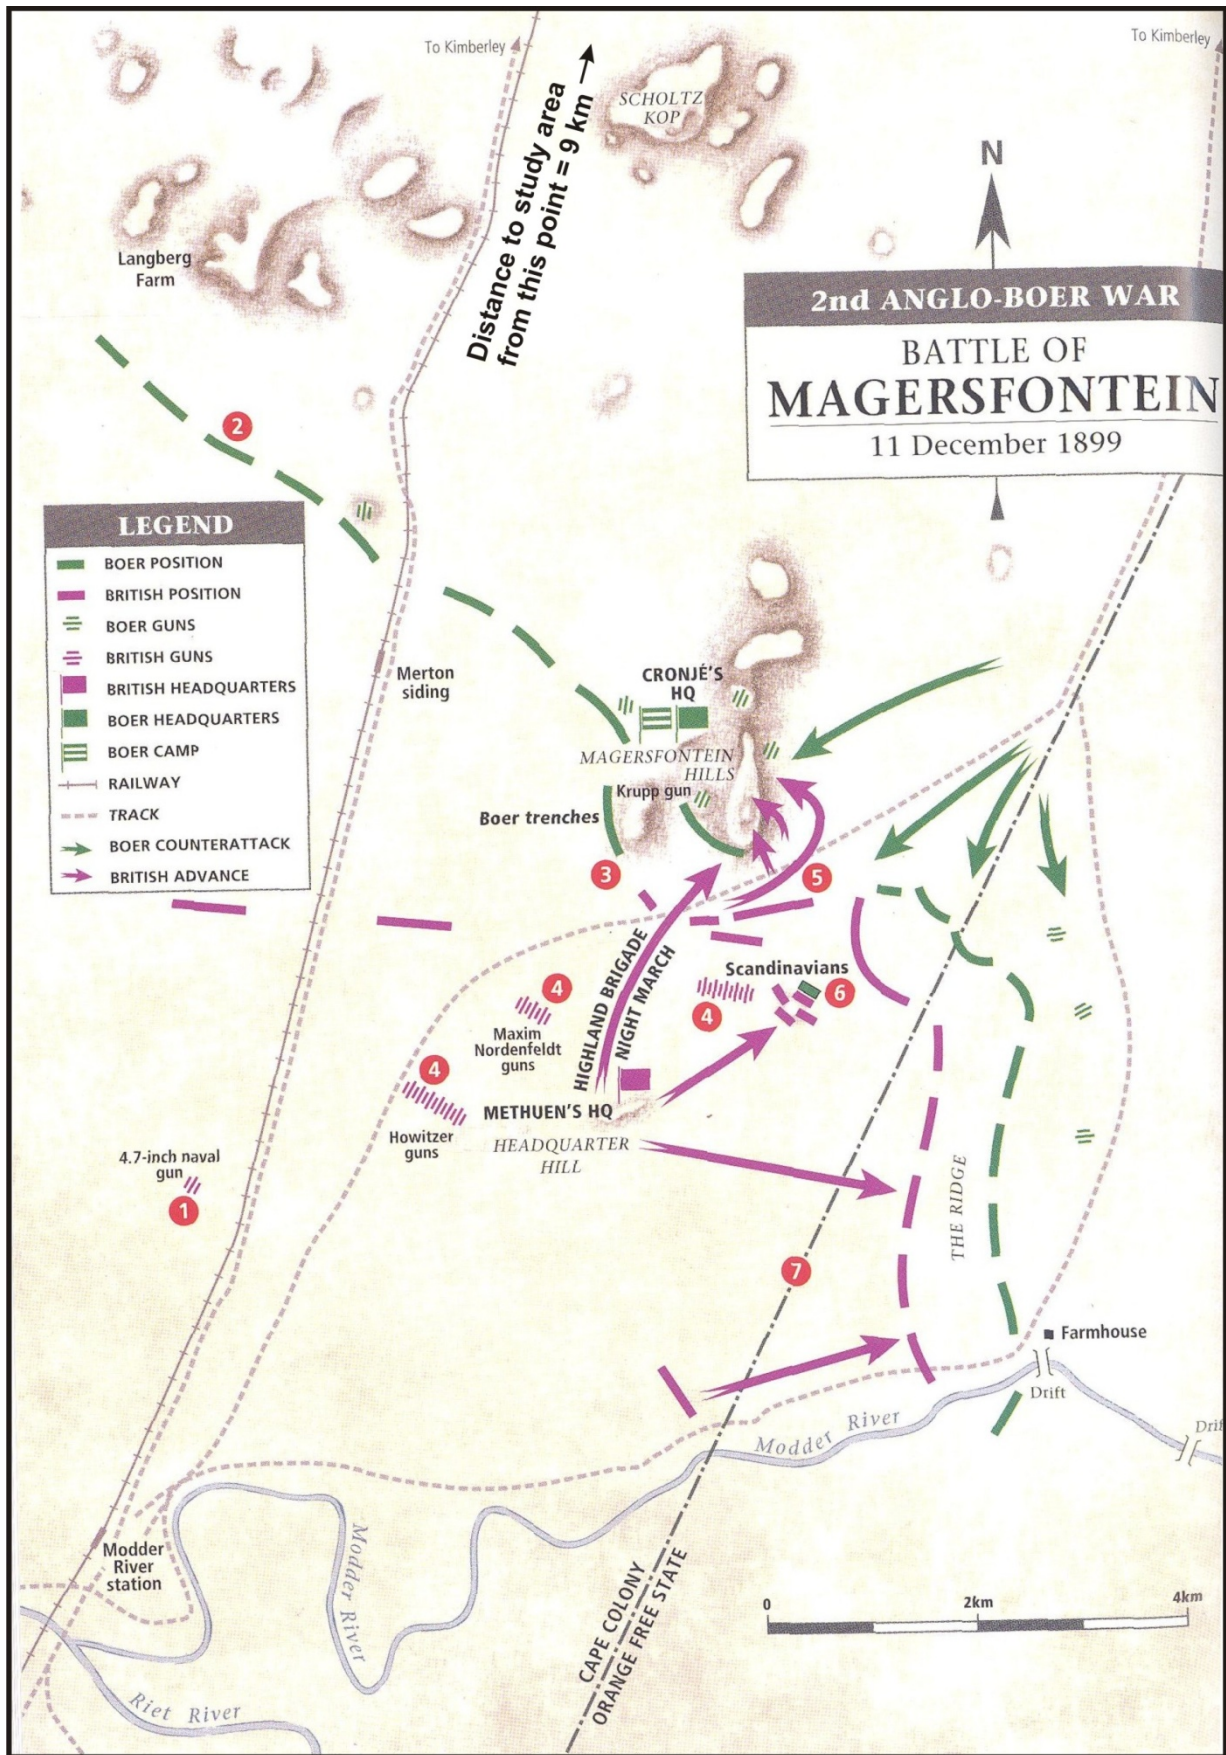 To Kimberley
To Kimberley
Distance to study area
from this point = 9 km
SCHOLTZ
KOP
N
Langberg
Farm
2nd ANGLO-BOER WAR
BATTLE OF
MAGERSFONTEIN
11 December 1899
2
LEGEND
BOER POSITION
BRITISH POSITION
BOER GUNS
BRITISH GUNS
BRITISH HEADQUARTERS
BOER HEADQUARTERS
BOER CAMP
RAILWAY
TRACK
BOER COUNTERATTACK
BRITISH ADVANCE
Merton
siding
CRONJÉ'S
HQ
MAGERSFONTEIN
HILLS
Krupp gun
Boer trenches
3
5
HIGHLAND BRIGADE
NIGHT MARCH
Scandinavians
6
4
4
Maxim
Nordenfeldt
guns
4
Howitzer
guns
METHUEN'S HQ
HEADQUARTER
HILL
4.7-inch naval
gun
1
THE RIDGE
7
Farmhouse
Drift
Drif
Modder River
Modder
River
station
Modder River
Riet River
CAPE COLONY
ORANGE FREE STATE
0 2km 4km